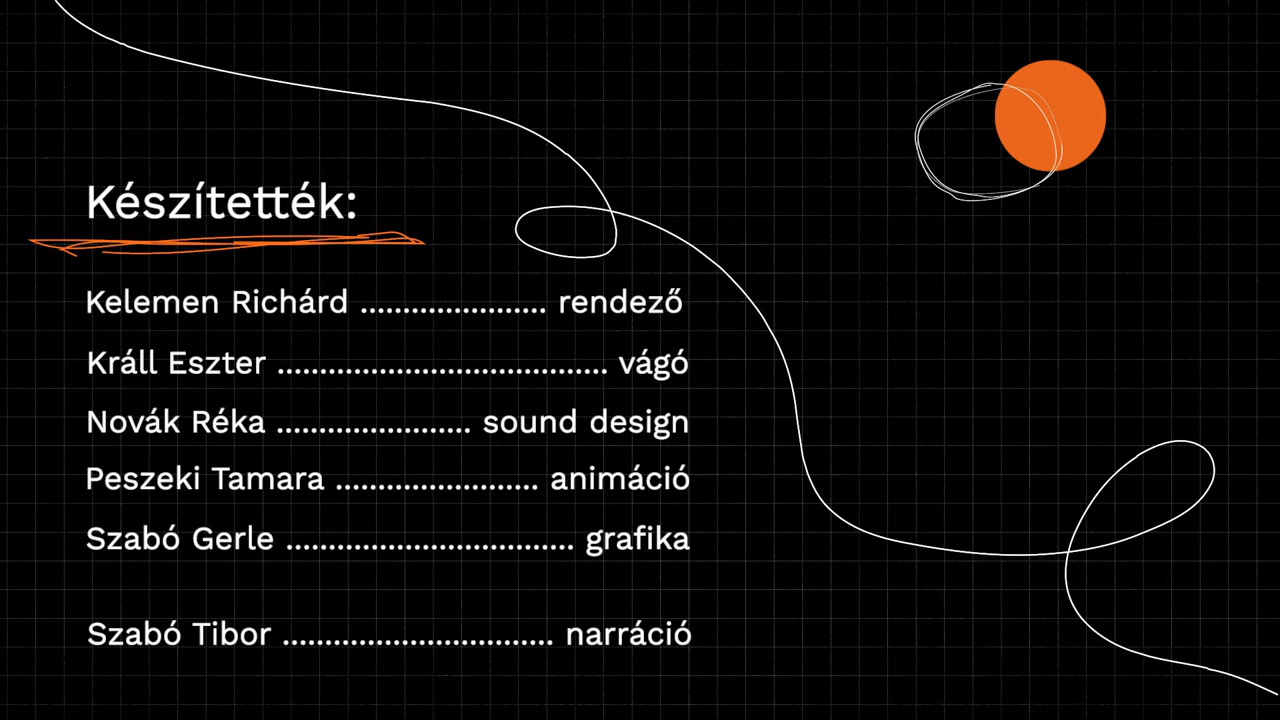 Készítették:
Kelemen Richárd ...................... rendező
Králl Eszter ....................................... vágó
Novák Réka ....................... sound design
Peszeki Tamara ........................ animáció
Szabó Gerle .................................. grafika
Szabó Tibor ................................ narráció